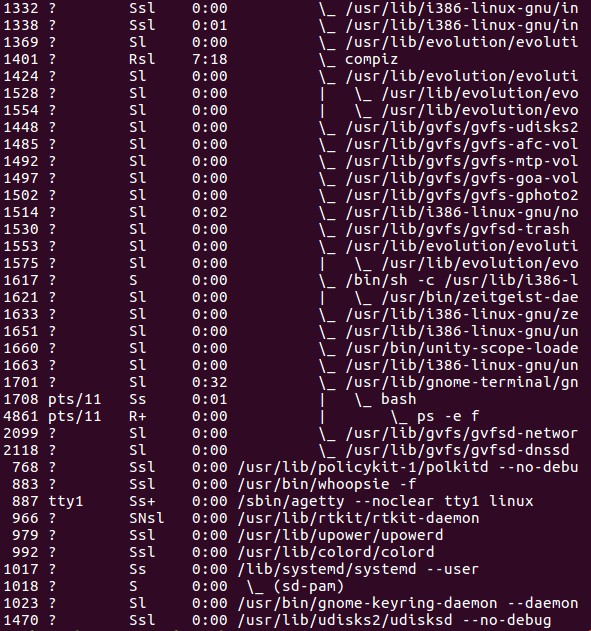 1332 ? Ssl 0:00 \_ /usr/lib/i386-linux-gnu/in
1338 ? Ssl 0:01 \_ /usr/lib/i386-linux-gnu/in
1369 ? Sl 0:00 \_ /usr/lib/evolution/evoluti
1401 ? Rsl 7:18 \_ compiz
1424 ? Sl 0:00 \_ /usr/lib/evolution/evoluti
1528 ? Sl 0:00 | \_ /usr/lib/evolution/evo
1554 ? Sl 0:00 | \_ /usr/lib/evolution/evo
1448 ? Sl 0:00 \_ /usr/lib/gvfs/gvfs-udisks2
1485 ? Sl 0:00 \_ /usr/lib/gvfs/gvfs-afc-vol
1492 ? Sl 0:00 \_ /usr/lib/gvfs/gvfs-mtp-vol
1497 ? Sl 0:00 \_ /usr/lib/gvfs/gvfs-goa-vol
1502 ? Sl 0:00 \_ /usr/lib/gvfs/gvfs-gphoto2
1514 ? Sl 0:02 \_ /usr/lib/i386-linux-gnu/no
1530 ? Sl 0:00 \_ /usr/lib/gvfs/gvfsd-trash
1553 ? Sl 0:00 \_ /usr/lib/evolution/evoluti
1575 ? Sl 0:00 | \_ /usr/lib/evolution/evo
1617 ? S 0:00 \_ /bin/sh -c /usr/lib/i386-l
1621 ? Sl 0:00 | \_ /usr/bin/zeitgeist-dae
1633 ? Sl 0:00 \_ /usr/lib/i386-linux-gnu/ze
1651 ? Sl 0:00 \_ /usr/lib/i386-linux-gnu/un
1660 ? Sl 0:00 \_ /usr/bin/unity-scope-loade
1663 ? Sl 0:00 \_ /usr/lib/i386-linux-gnu/un
1701 ? Sl 0:32 \_ /usr/lib/gnome-terminal/gn
1708 pts/11 Ss 0:01 | \_ bash
4861 pts/11 R+ 0:00 | \_ ps -e f
2099 ? Sl 0:00 \_ /usr/lib/gvfs/gvfsd-networ
2118 ? Sl 0:00 \_ /usr/lib/gvfs/gvfsd-dnssd
768 ? Ssl 0:00 /usr/lib/policykit-1/polkitd --no-debu
883 ? Ssl 0:00 /usr/bin/whoopsie -f
887 tty1 Ss+ 0:00 /sbin/agetty --noclear tty1 linux
966 ? SNsl 0:00 /usr/lib/rtkit/rtkit-daemon
979 ? Ssl 0:00 /usr/lib/upower/upowerd
992 ? Ssl 0:00 /usr/lib/colord/colord
1017 ? Ss 0:00 /lib/systemd/systemd --user
1018 ? S 0:00 \_ (sd-pam)
1023 ? Sl 0:00 /usr/bin/gnome-keyring-daemon --daemon
1470 ? Ssl 0:00 /usr/lib/udisks2/udisksd --no-debug